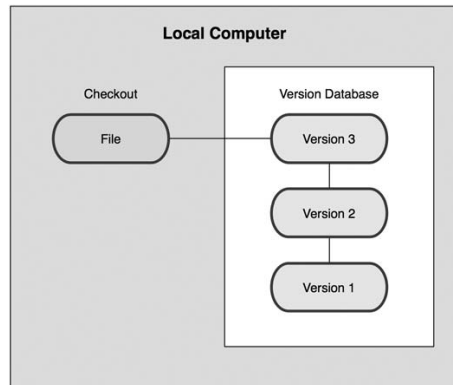 Local Computer
Checkout
Version Database
File
Version 3
Version 2
Version 1